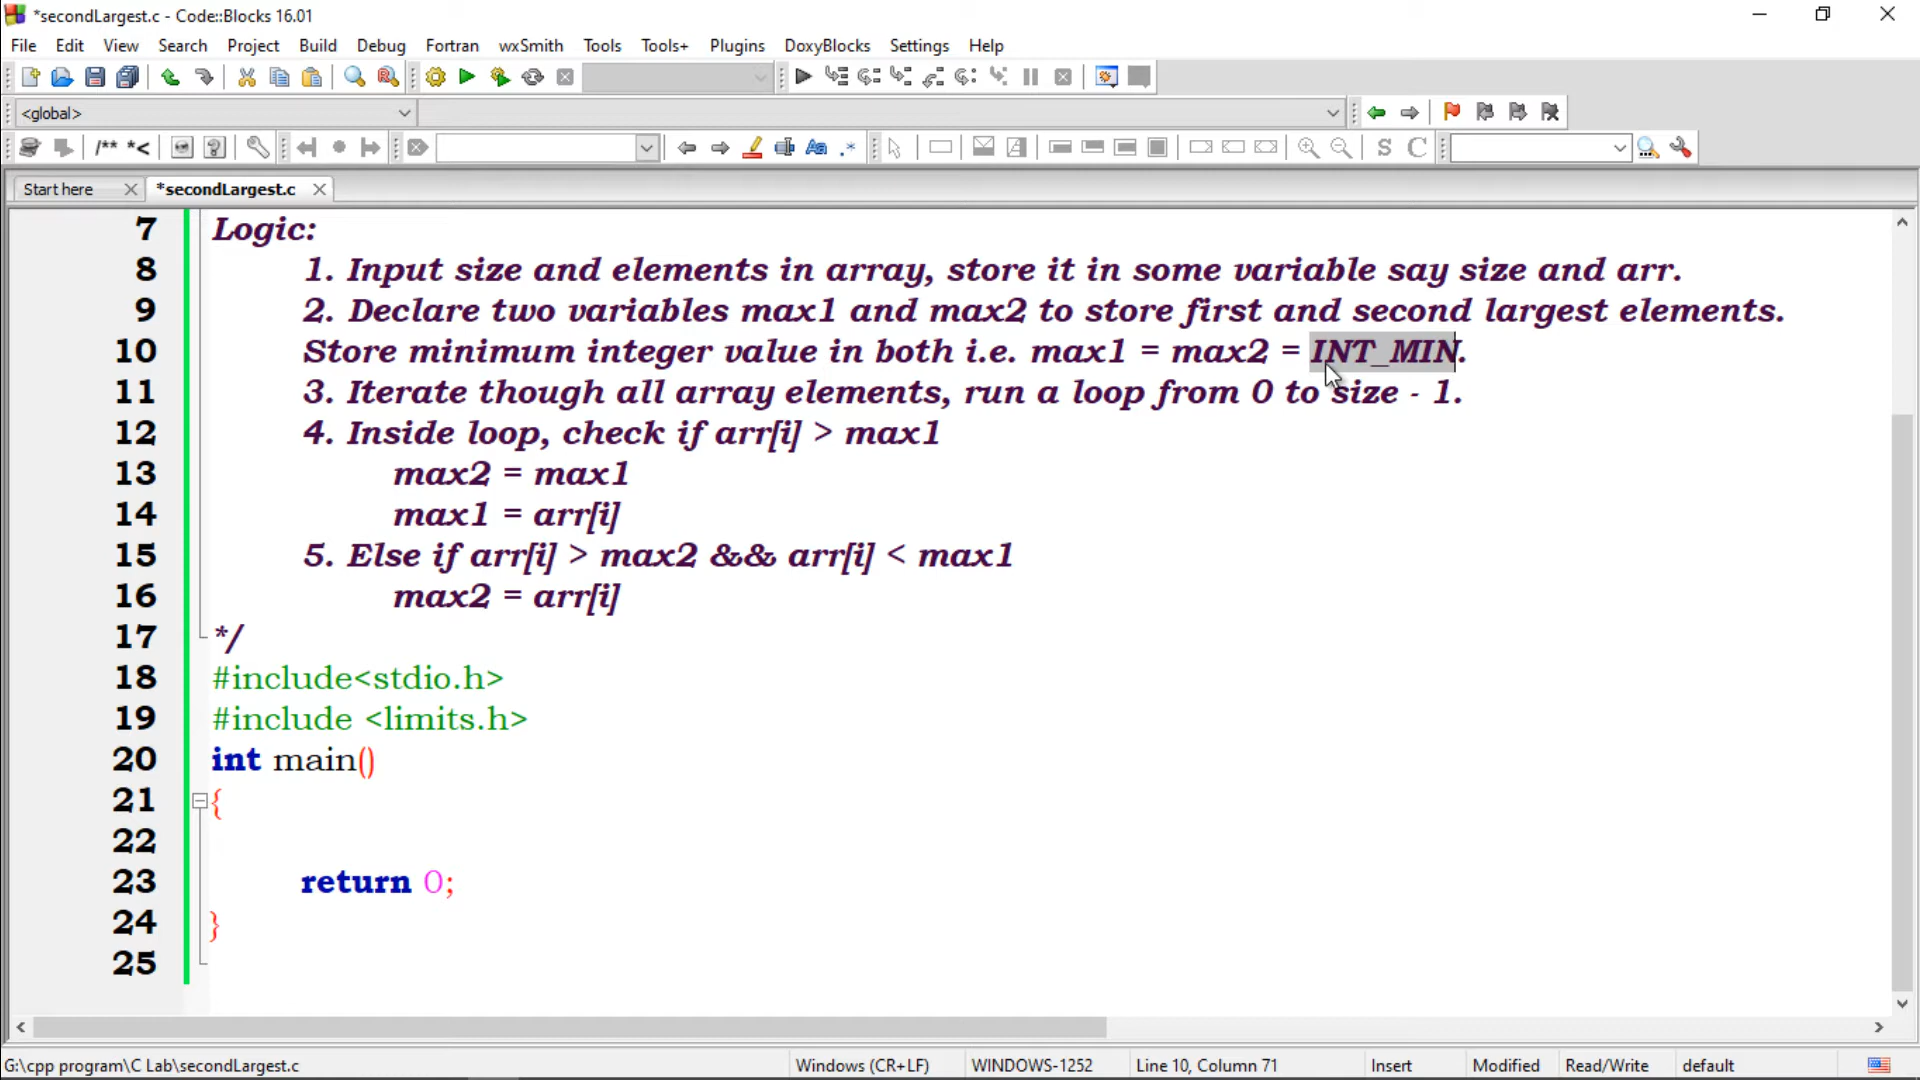 *secondLargest.c - Code::Blocks 16.01
File Edit View Search Project Build Debug Fortran wxSmith Tools Tools+ Plugins DoxyBlocks Settings Help
<global>
/** *< Aa .* S C
Start here *secondLargest.c
7 Logic:
8 1. Input size and elements in array, store it in some variable say size and arr.
9 2. Declare two variables max1 and max2 to store first and second largest elements.
10 Store minimum integer value in both i.e. max1 = max2 = INT_MIN.
11 3. Iterate though all array elements, run a loop from 0 to size - 1.
12 4. Inside loop, check if arr[i] > max1
13 max2 = max1
14 max1 = arr[i]
15 5. Else if arr[i] > max2 && arr[i] < max1
16 max2 = arr[i]
17 */
18 #include<stdio.h>
19 #include <limits.h>
20 int main()
21 {
22
23 return 0;
24 }
25
G:\cpp program\C Lab\secondLargest.c Windows (CR+LF) WINDOWS-1252 Line 10, Column 71 Insert Modified Read/Write default